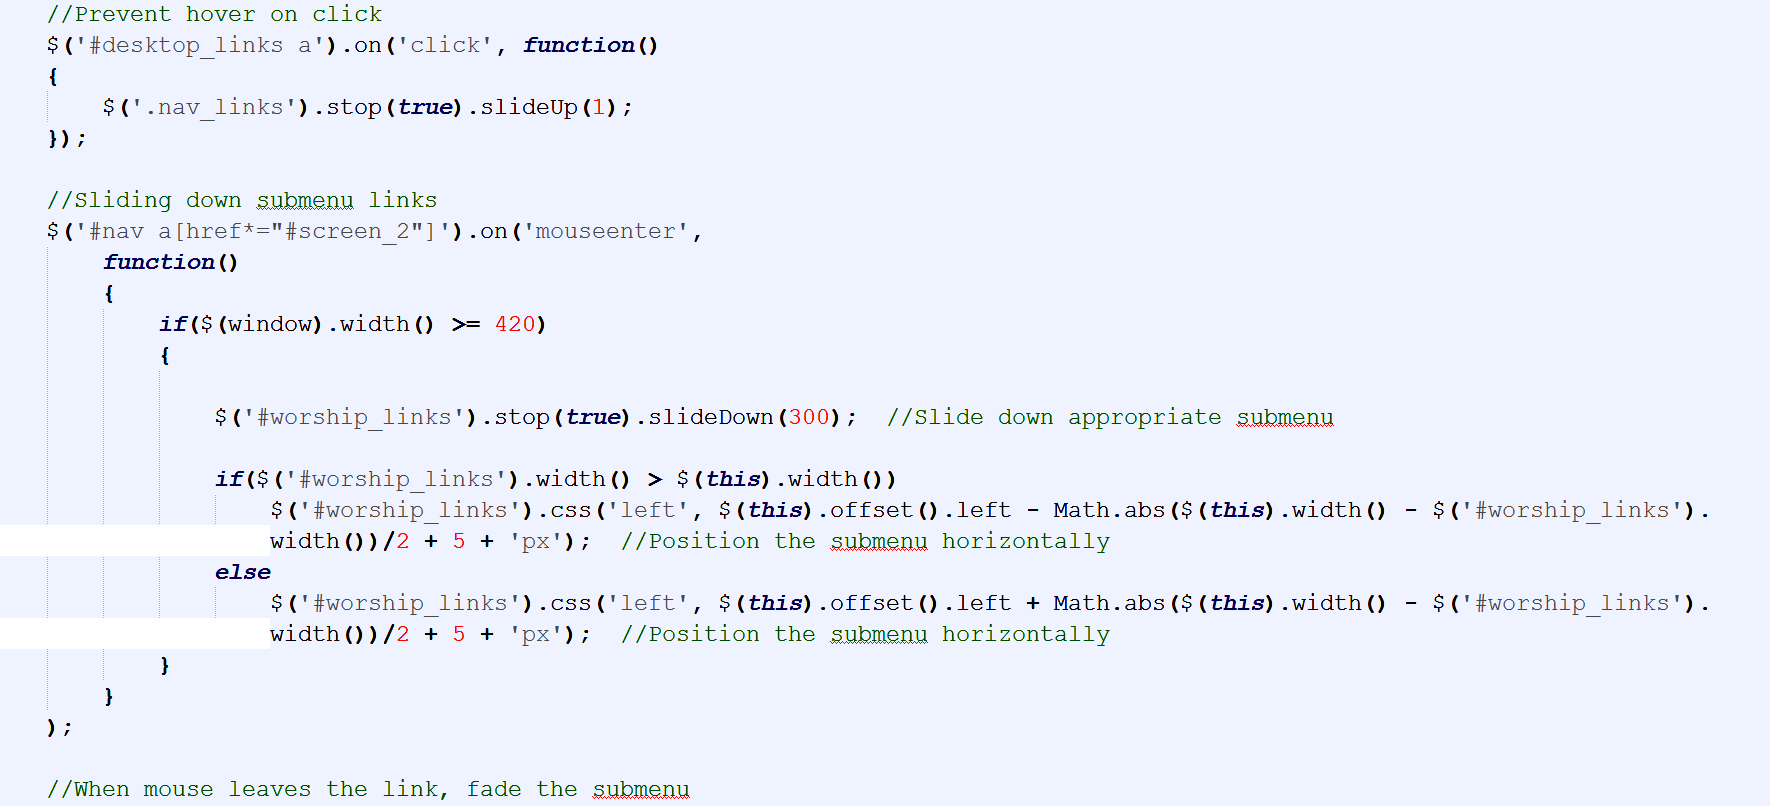 //Prevent hover on click
$('#desktop_links a').on('click', function()
{
    $('.nav_links').stop(true).slideUp(1);
});

//Sliding down submenu links
$('#nav a[href*="#screen_2"]').on('mouseenter',
    function()
    {
        if($(window).width() >= 420)
        {

            $('#worship_links').stop(true).slideDown(300);  //Slide down appropriate submenu

            if($('#worship_links').width() > $(this).width())
                $('#worship_links').css('left', $(this).offset().left - Math.abs($(this).width() - $('#worship_links').
                width())/2 + 5 + 'px');  //Position the submenu horizontally
            else
                $('#worship_links').css('left', $(this).offset().left + Math.abs($(this).width() - $('#worship_links').
                width())/2 + 5 + 'px');  //Position the submenu horizontally
        }
    }
);

//When mouse leaves the link, fade the submenu